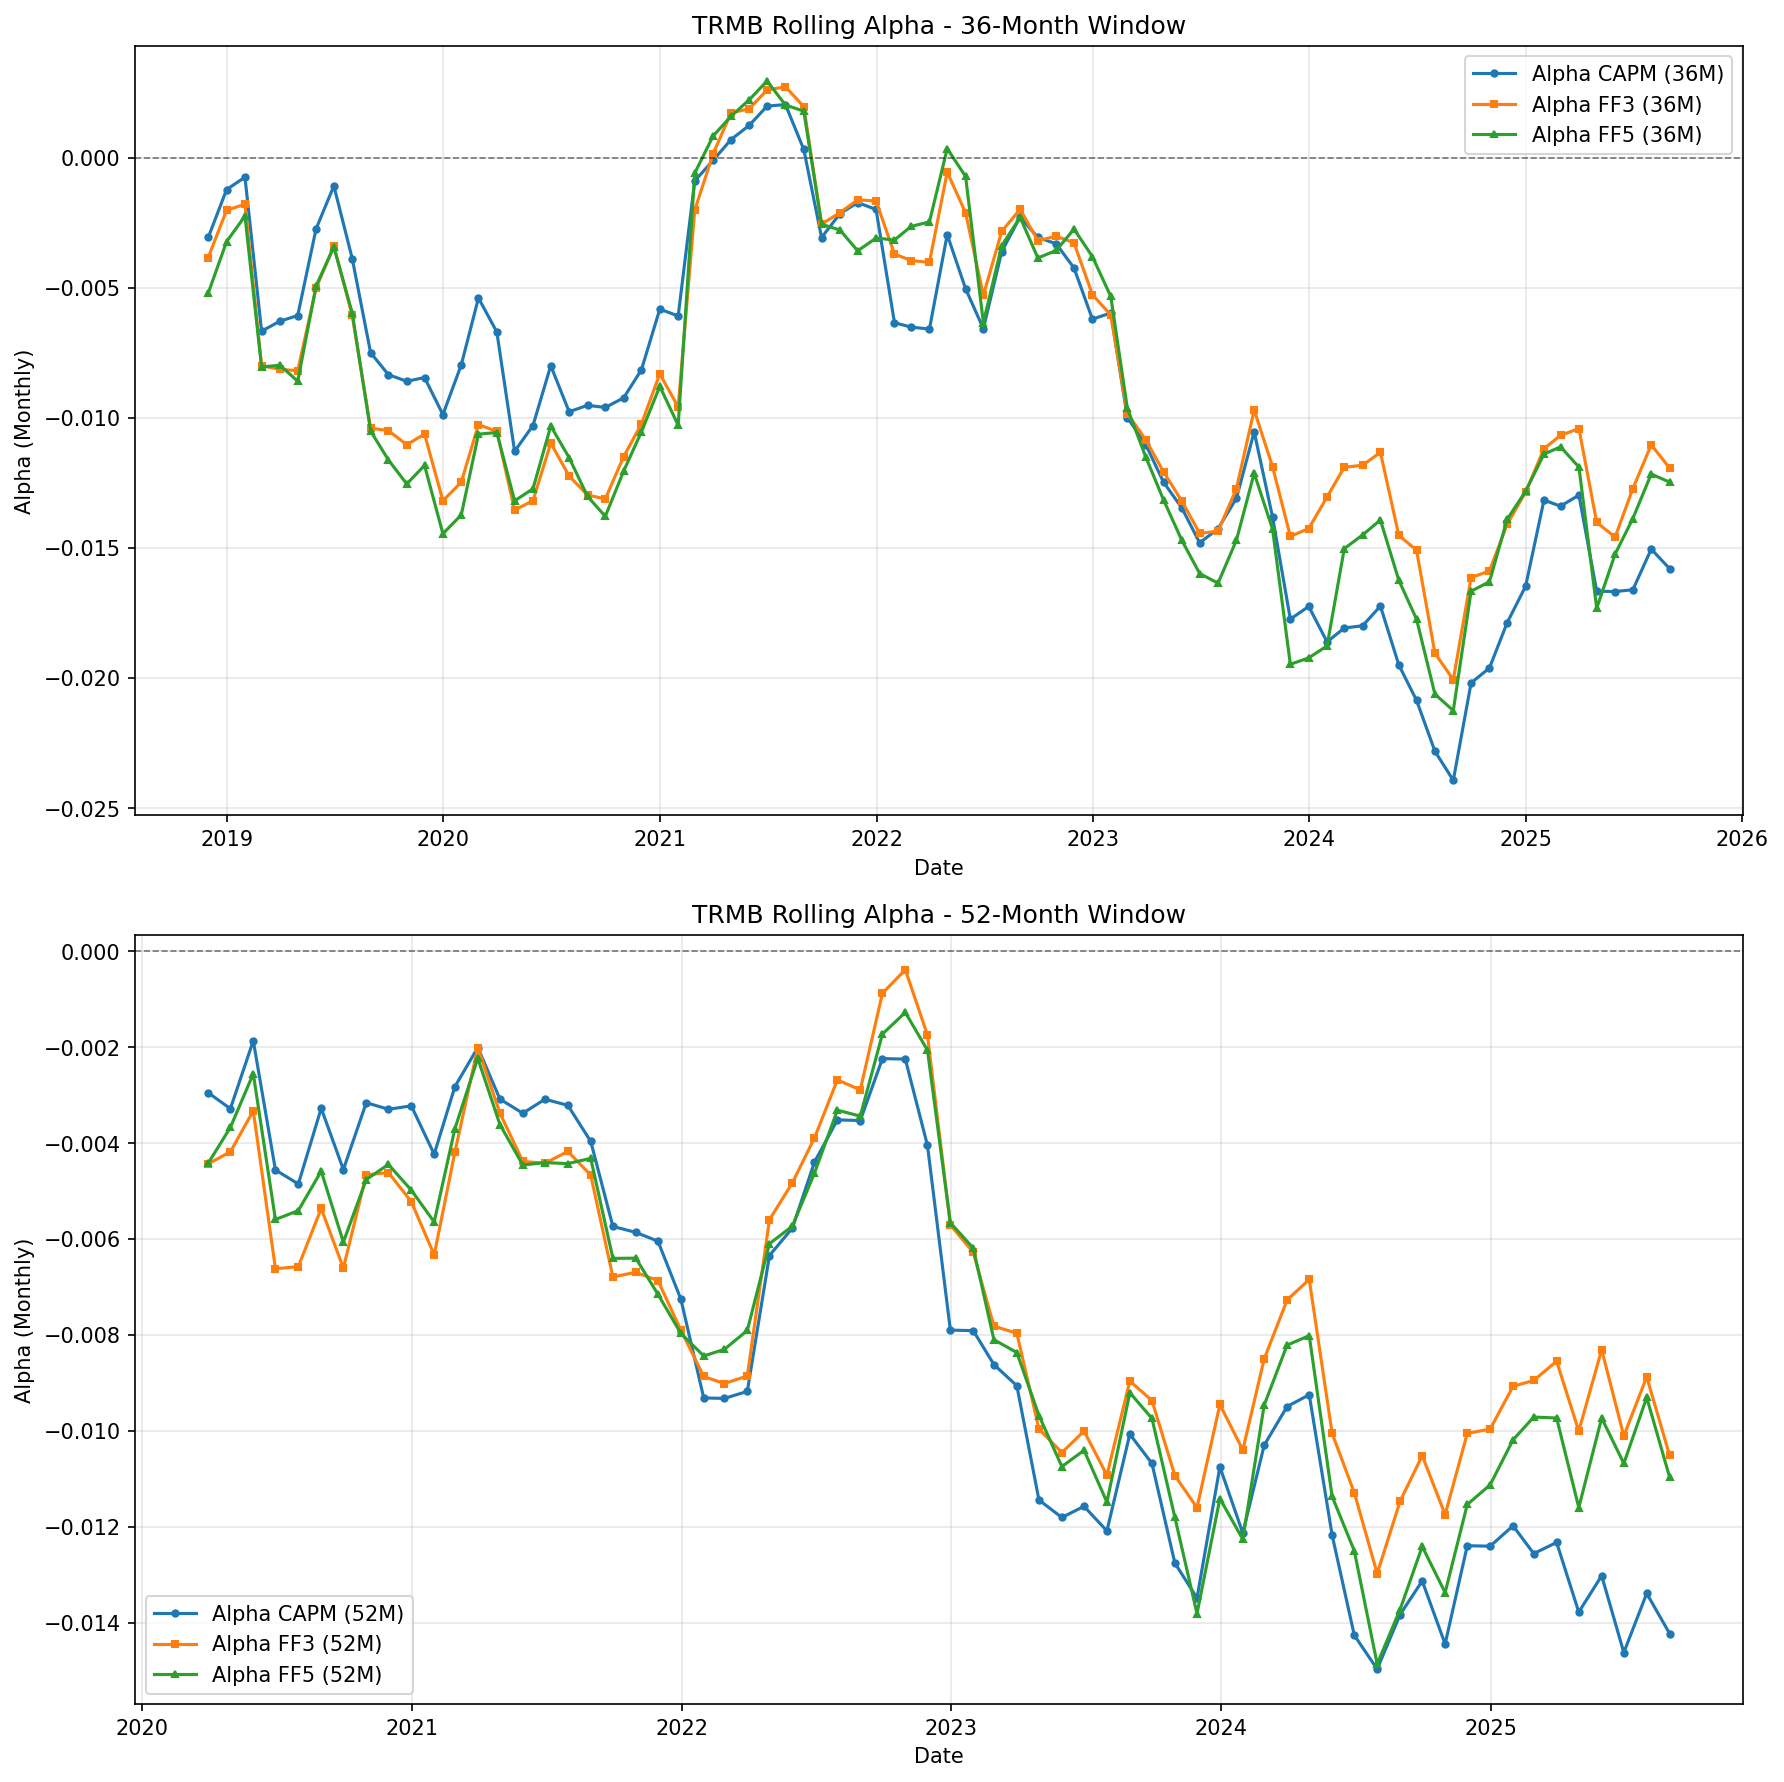 TRMB Rolling Alpha - 36-Month Window
Alpha CAPM (36M)
Alpha FF3 (36M)
Alpha FF5 (36M)
Alpha (Monthly)
0.000
−0.005
−0.010
−0.015
−0.020
−0.025
2019 2020 2021 2022 2023 2024 2025 2026
Date
TRMB Rolling Alpha - 52-Month Window
Alpha (Monthly)
0.000
−0.002
−0.004
−0.006
−0.008
−0.010
−0.012
−0.014
Alpha CAPM (52M)
Alpha FF3 (52M)
Alpha FF5 (52M)
2020 2021 2022 2023 2024 2025
Date